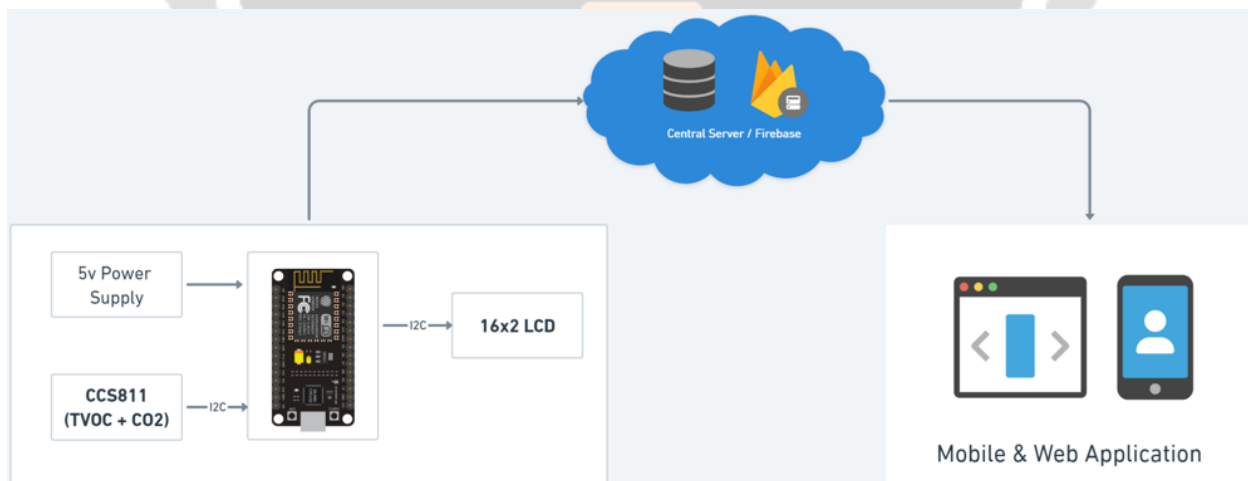 Central Server / Firebase
5v Power
Supply
I2C
16x2 LCD
CCS811
(TVOC + CO2)
I2C
Mobile & Web Application